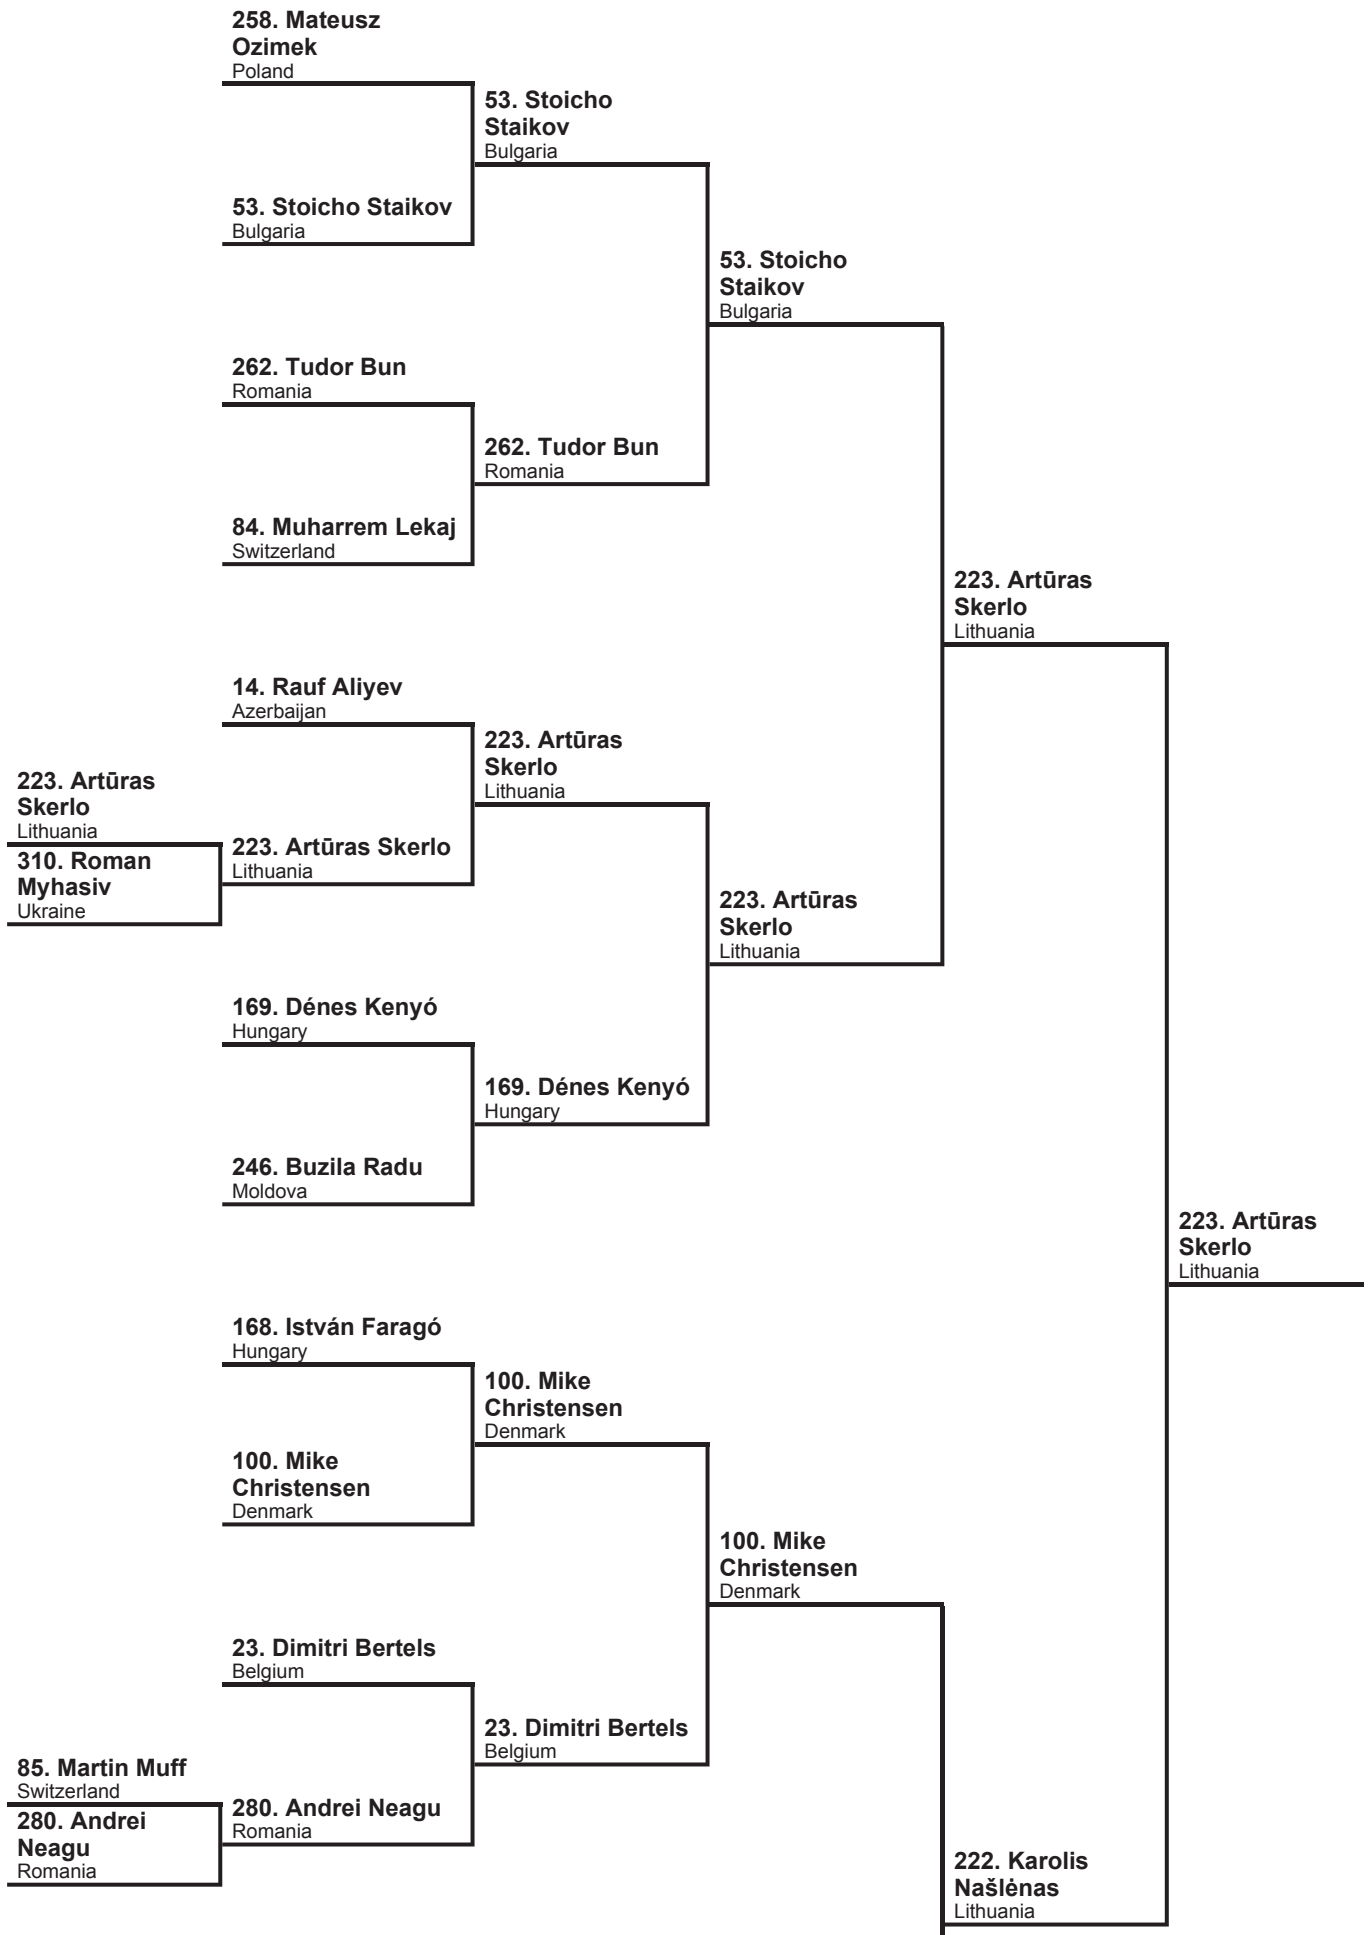 258. Mateusz
Ozimek
Poland
53. Stoicho
Staikov
Bulgaria
53. Stoicho Staikov
Bulgaria
53. Stoicho
Staikov
Bulgaria
262. Tudor Bun
Romania
262. Tudor Bun
Romania
84. Muharrem Lekaj
Switzerland
223. Artūras
Skerlo
Lithuania
14. Rauf Aliyev
Azerbaijan
223. Artūras
Skerlo
Lithuania
223. Artūras
Skerlo
Lithuania
223. Artūras Skerlo
Lithuania
310. Roman
Myhasiv
Ukraine
223. Artūras
Skerlo
Lithuania
169. Dénes Kenyó
Hungary
169. Dénes Kenyó
Hungary
246. Buzila Radu
Moldova
223. Artūras
Skerlo
Lithuania
168. István Faragó
Hungary
100. Mike
Christensen
Denmark
100. Mike
Christensen
Denmark
100. Mike
Christensen
Denmark
23. Dimitri Bertels
Belgium
23. Dimitri Bertels
Belgium
85. Martin Muff
Switzerland
280. Andrei Neagu
Romania
280. Andrei
Neagu
Romania
222. Karolis
Našlėnas
Lithuania